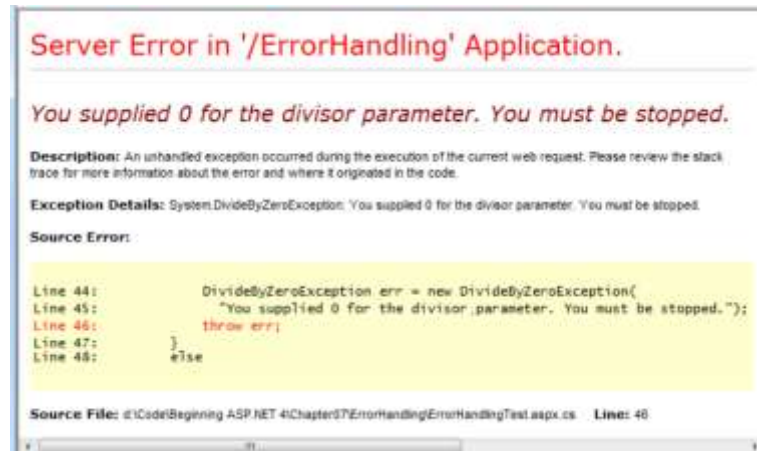 Server Error in '/ErrorHandling' Application.
You supplied 0 for the divisor parameter. You must be stopped.
Description: An unhandled exception occurred during the execution of the current web request. Please review the stack
trace for more information about the error and where it originated in the code.
Exception Details: System.DivideByZeroException: You supplied 0 for the divisor parameter. You must be stopped.
Source Error:
Line 44: DivideByZeroException err = new DivideByZeroException(
Line 45: "You supplied 0 for the divisor parameter. You must be stopped.");
Line 46: throw err;
Line 47: }
Line 48: else
Source File: d:\Code\Beginning ASP.NET 4\Chapter07\ErrorHandling\ErrorHandlingTest.aspx.cs Line: 46